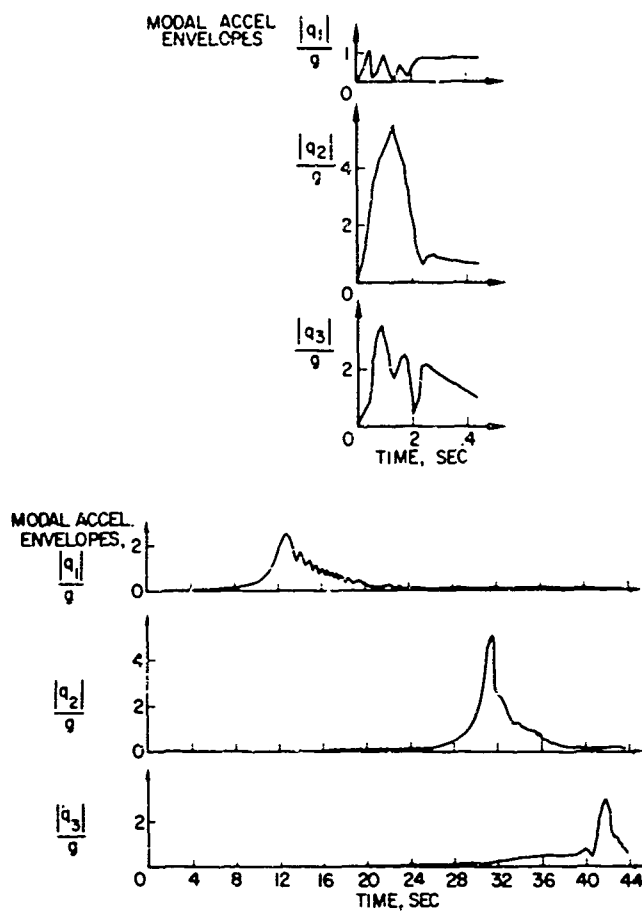 MODAL ACCEL
ENVELOPES
|q1|
g
1
0
|q2|
g
4
2
0
|q3|
g
2
0
2 .4
TIME, SEC
MODAL ACCEL.
ENVELOPES,
|q1|
g
2
0
|q2|
g
4
2
0
|q3|
g
2
0 4 8 12 16 20 24 28 32 36 40 44
TIME, SEC